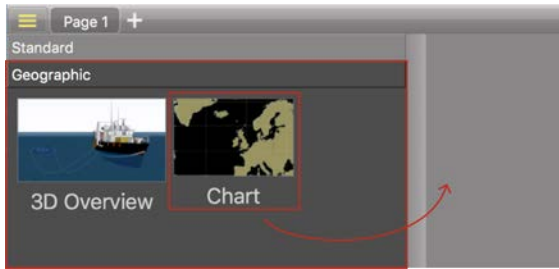 Page 1 +
Standard
Geographic
3D Overview
Chart